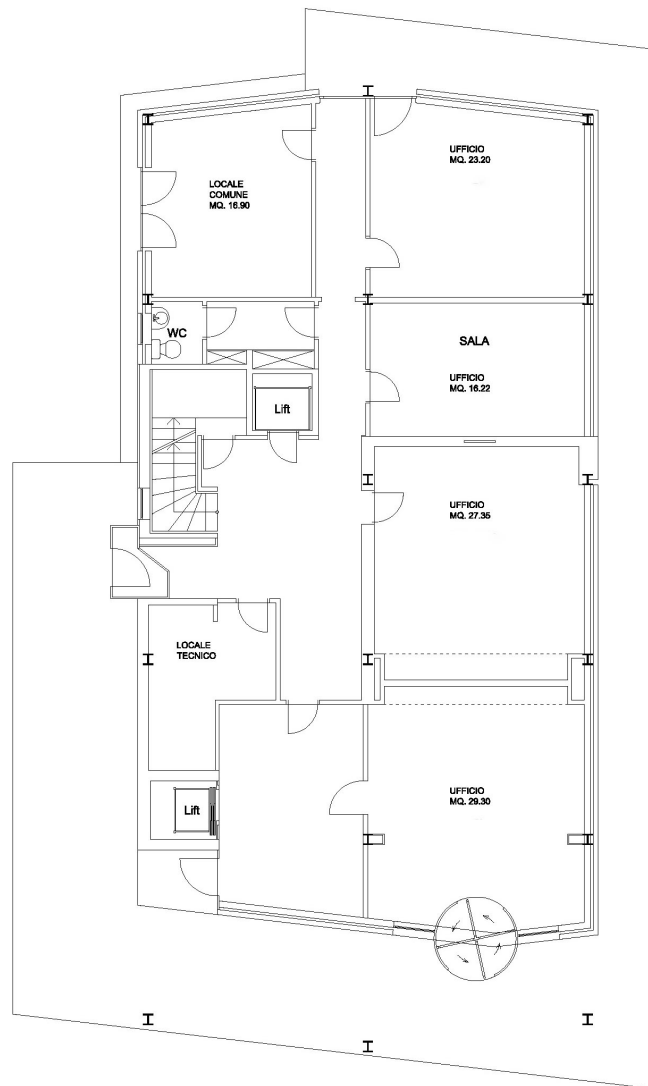 UFFICIO
MQ. 23.20
LOCALE
COMUNE
MQ. 16.90
WC
SALA
UFFICIO
MQ. 16.22
Lift
UFFICIO
MQ. 27.35
LOCALE
TECNICO
UFFICIO
MQ. 29.30
Lift